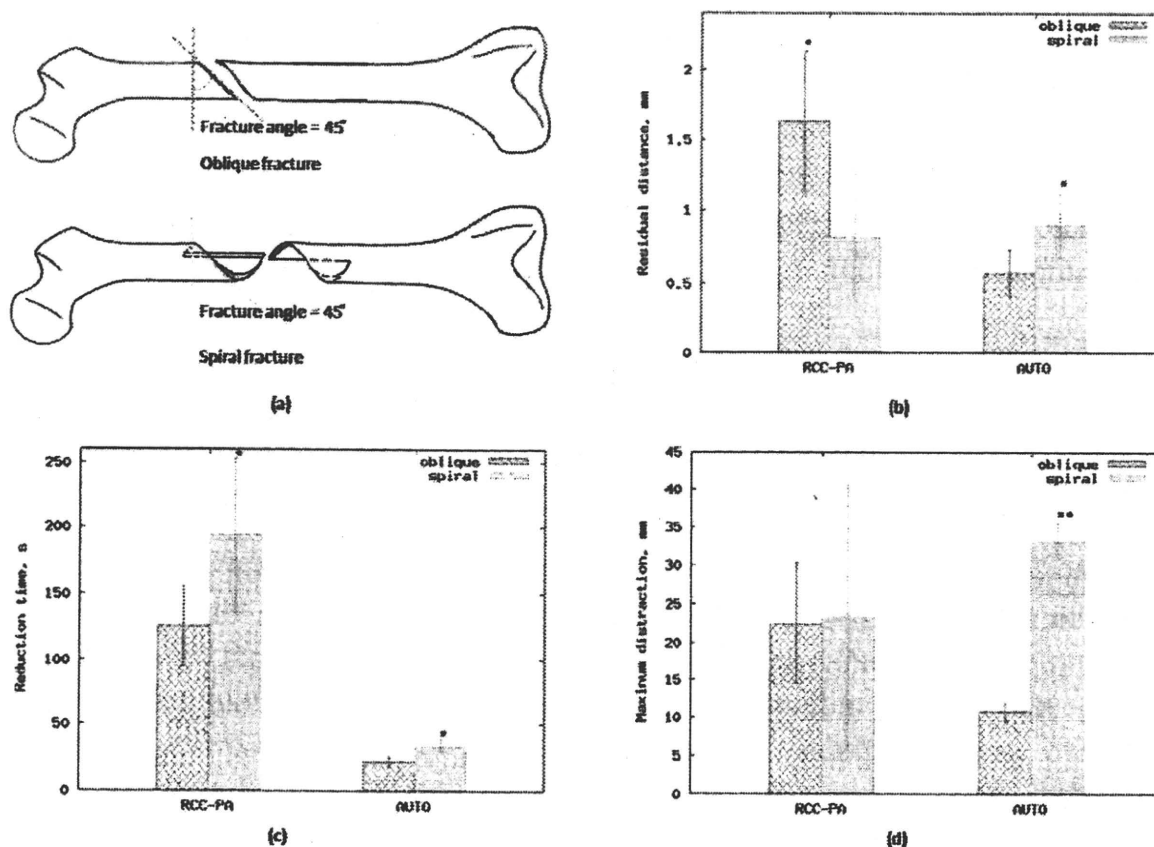 Fracture angle = 45°
Oblique fracture
Fracture angle = 45°
Spiral fracture
(a)
oblique
spiral
Residual distance, mm
2
1.5
1
0.5
0
*
*
RCC-PA
AUTO
(b)
oblique
spiral
Reduction time, s
250
200
150
100
50
0
*
*
RCC-PA
AUTO
(c)
oblique
spiral
Maximum distraction, mm
45
40
35
30
25
20
15
10
5
0
**
RCC-PA
AUTO
(d)